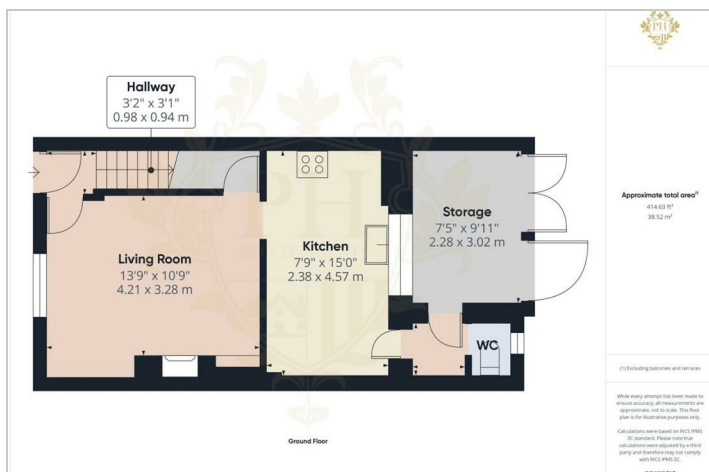 Hallway
3'2" x 3'1"
0.98 x 0.94 m
Living Room
13'9" x 10'9"
4.21 x 3.28 m
Kitchen
7'9" x 15'0"
2.38 x 4.57 m
Storage
7'5" x 9'11"
2.28 x 3.02 m
WC
Ground Floor
PH
Approximate total area⁽¹⁾
414.63 ft²
38.52 m²
(1) Excluding balconies and terraces
While every attempt has been made to
ensure accuracy, all measurements are
approximate, not to scale. This floor
plan is for illustrative purposes only.
Calculations were based on RICS IPMS
3C standard. Please note that
calculations were adjusted by a third
party and therefore may not comply
with RICS IPMS 3C.